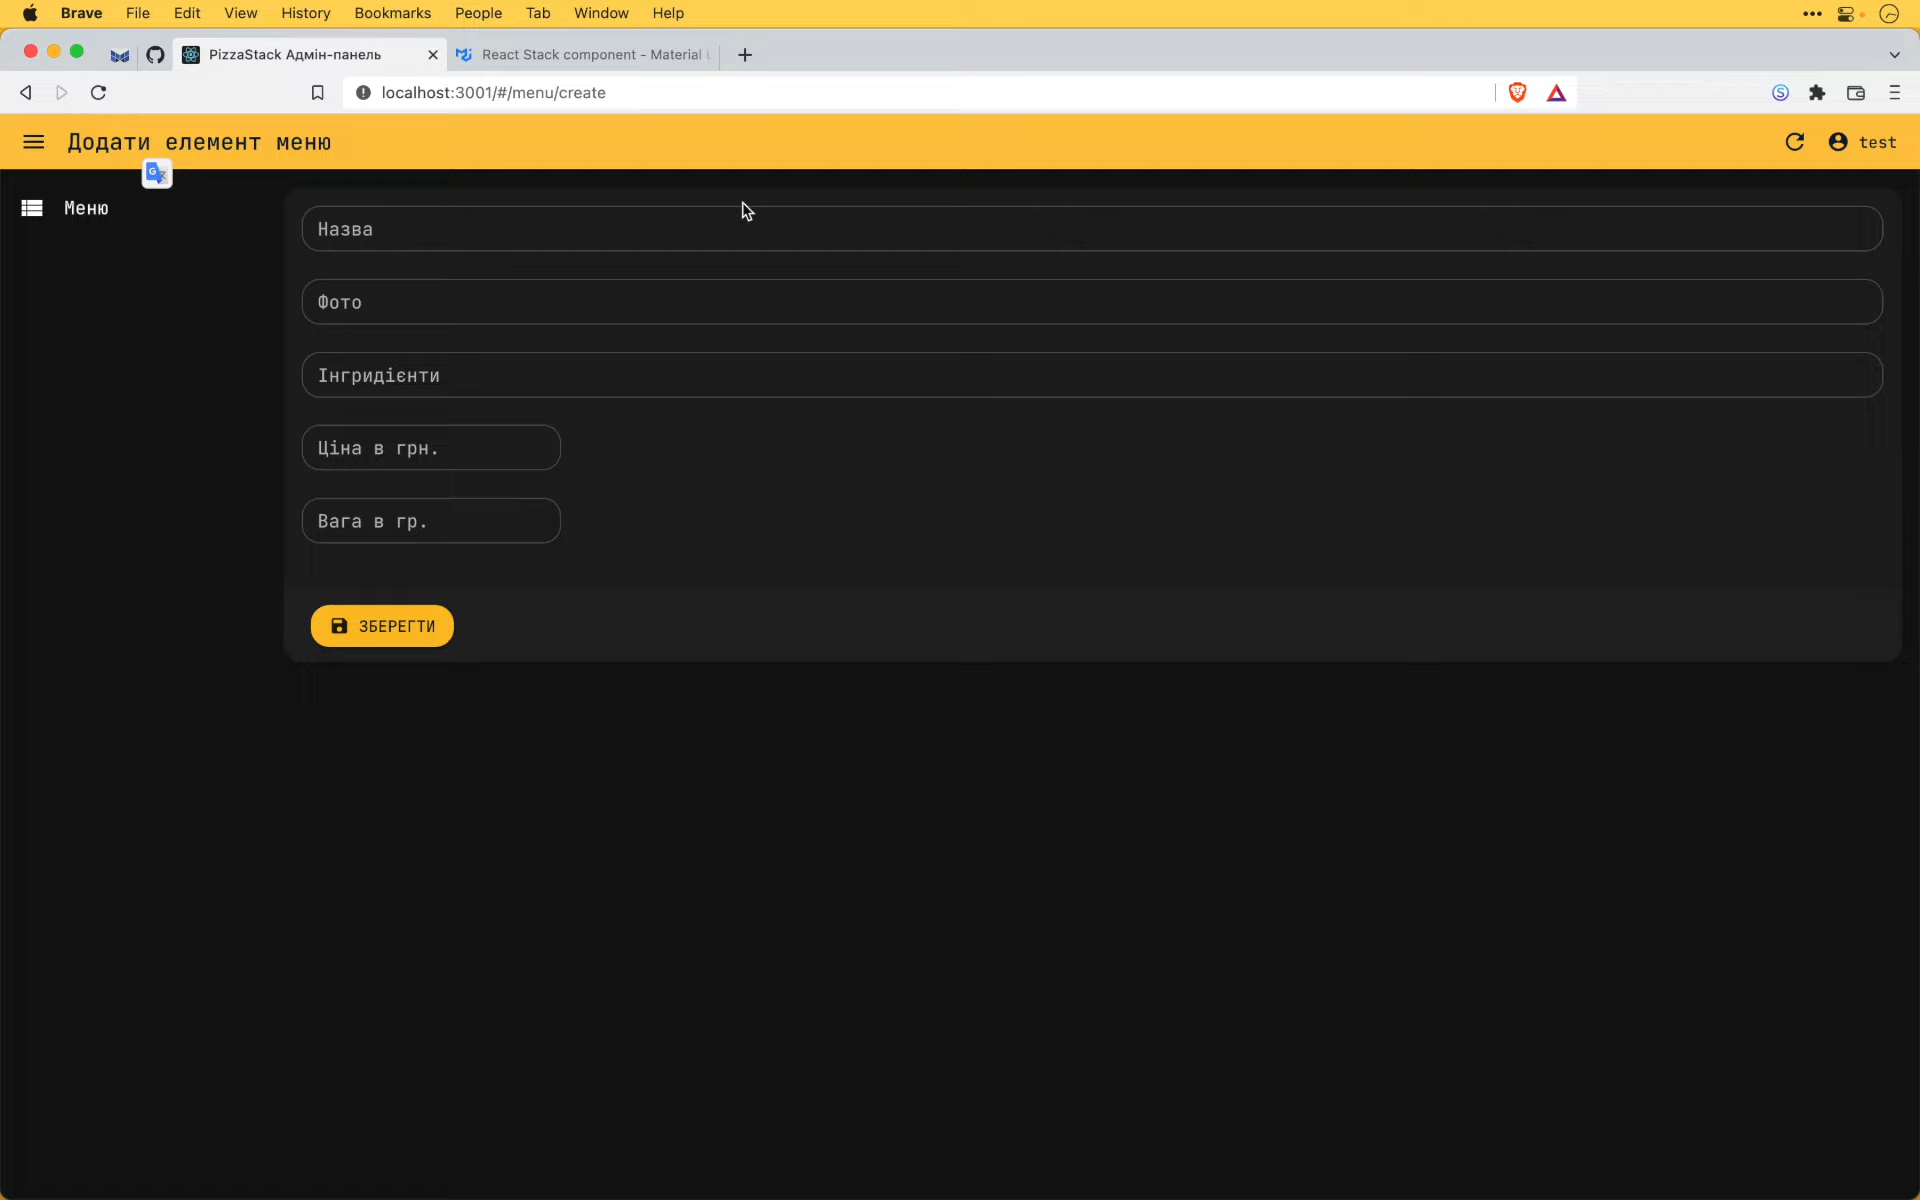 Brave File Edit View History Bookmarks People Tab Window Help
PizzaStack Адмін-панель
React Stack component - Material
localhost:3001/#/menu/create
Додати елемент меню
test
Меню
Назва
Фото
Інгридієнти
Ціна в грн.
Вага в гр.
ЗБЕРЕГТИ